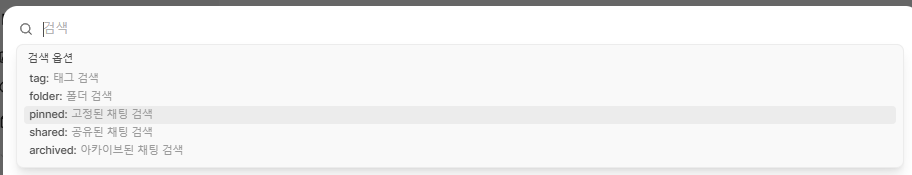 검색
검색 옵션
tag: 태그 검색
folder: 폴더 검색
pinned: 고정된 채팅 검색
shared: 공유된 채팅 검색
archived: 아카이브된 채팅 검색